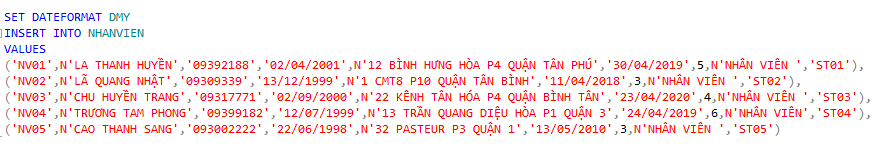 SET DATEFORMAT DMY
INSERT INTO NHANVIEN
VALUES
('NV01',N'LA THANH HUYỀN','09392188','02/04/2001',N'12 BÌNH HƯNG HÒA P4 QUẬN TÂN PHÚ','30/04/2019',5,N'NHÂN VIÊN ','ST01'),
('NV02',N'LÃ QUANG NHẬT','09309339','13/12/1999',N'1 CMT8 P10 QUẬN TÂN BÌNH','11/04/2018',3,N'NHÂN VIÊN ','ST02'),
('NV03',N'CHU HUYỀN TRANG','09317771','02/09/2000',N'22 KÊNH TÂN HÓA P4 QUẬN BÌNH TÂN','23/04/2020',4,N'NHÂN VIÊN ','ST03'),
('NV04',N'TRƯƠNG TAM PHONG','09399182','12/07/1999',N'13 TRẦN QUANG DIỆU HÒA P1 QUẬN 3','24/04/2019',6,N'NHÂN VIÊN ','ST04'),
('NV05',N'CAO THANH SANG','093002222','22/06/1998',N'32 PASTEUR P3 QUẬN 1','13/05/2010',3,N'NHÂN VIÊN ','ST05')